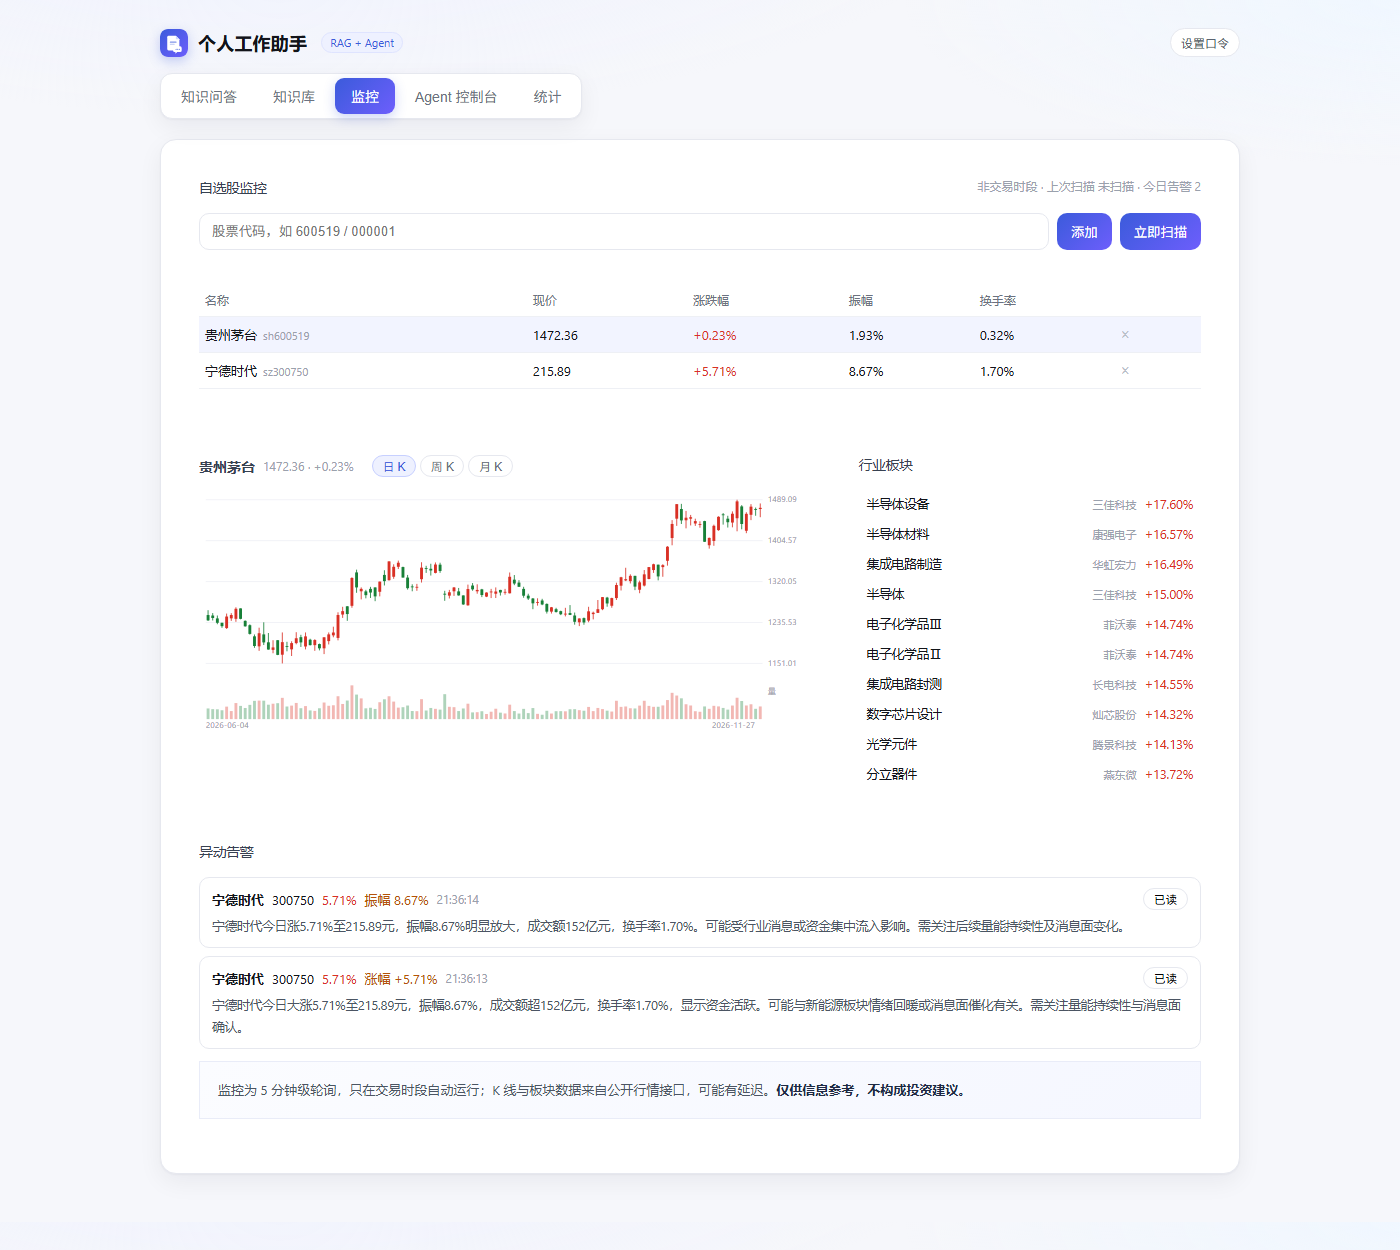 个人工作助手 RAG + Agent 设置口令
知识问答 知识库 监控 Agent 控制台 统计
自选股监控 非交易时段 · 上次扫描 未扫描 · 今日告警 2
股票代码，如 600519 / 000001 添加 立即扫描
名称 现价 涨跌幅 振幅 换手率
贵州茅台 sh600519 1472.36 +0.23% 1.93% 0.32% ×
宁德时代 sz300750 215.89 +5.71% 8.67% 1.70% ×
贵州茅台 1472.36 · +0.23% 日 K 周 K 月 K
1489.09
1404.57
1320.05
1235.53
1151.01
量
2026-06-04 2026-11-27
行业板块
半导体设备 三佳科技 +17.60%
半导体材料 康强电子 +16.57%
集成电路制造 华虹宏力 +16.49%
半导体 三佳科技 +15.00%
电子化学品Ⅲ 菲沃泰 +14.74%
电子化学品Ⅱ 菲沃泰 +14.74%
集成电路封测 长电科技 +14.55%
数字芯片设计 灿芯股份 +14.32%
光学元件 腾景科技 +14.13%
分立器件 燕东微 +13.72%
异动告警
宁德时代 300750 5.71% 振幅 8.67% 21:36:14 已读
宁德时代今日涨5.71%至215.89元，振幅8.67%明显放大，成交额152亿元，换手率1.70%。可能受行业消息或资金集中流入影响。需关注后续量能持续性及消息面变化。
宁德时代 300750 5.71% 涨幅 +5.71% 21:36:13 已读
宁德时代今日大涨5.71%至215.89元，振幅8.67%，成交额超152亿元，换手率1.70%，显示资金活跃。可能与新能源板块情绪回暖或消息面催化有关。需关注量能持续性与消息面
确认。
监控为 5 分钟级轮询，只在交易时段自动运行；K 线与板块数据来自公开行情接口，可能有延迟。仅供信息参考，不构成投资建议。